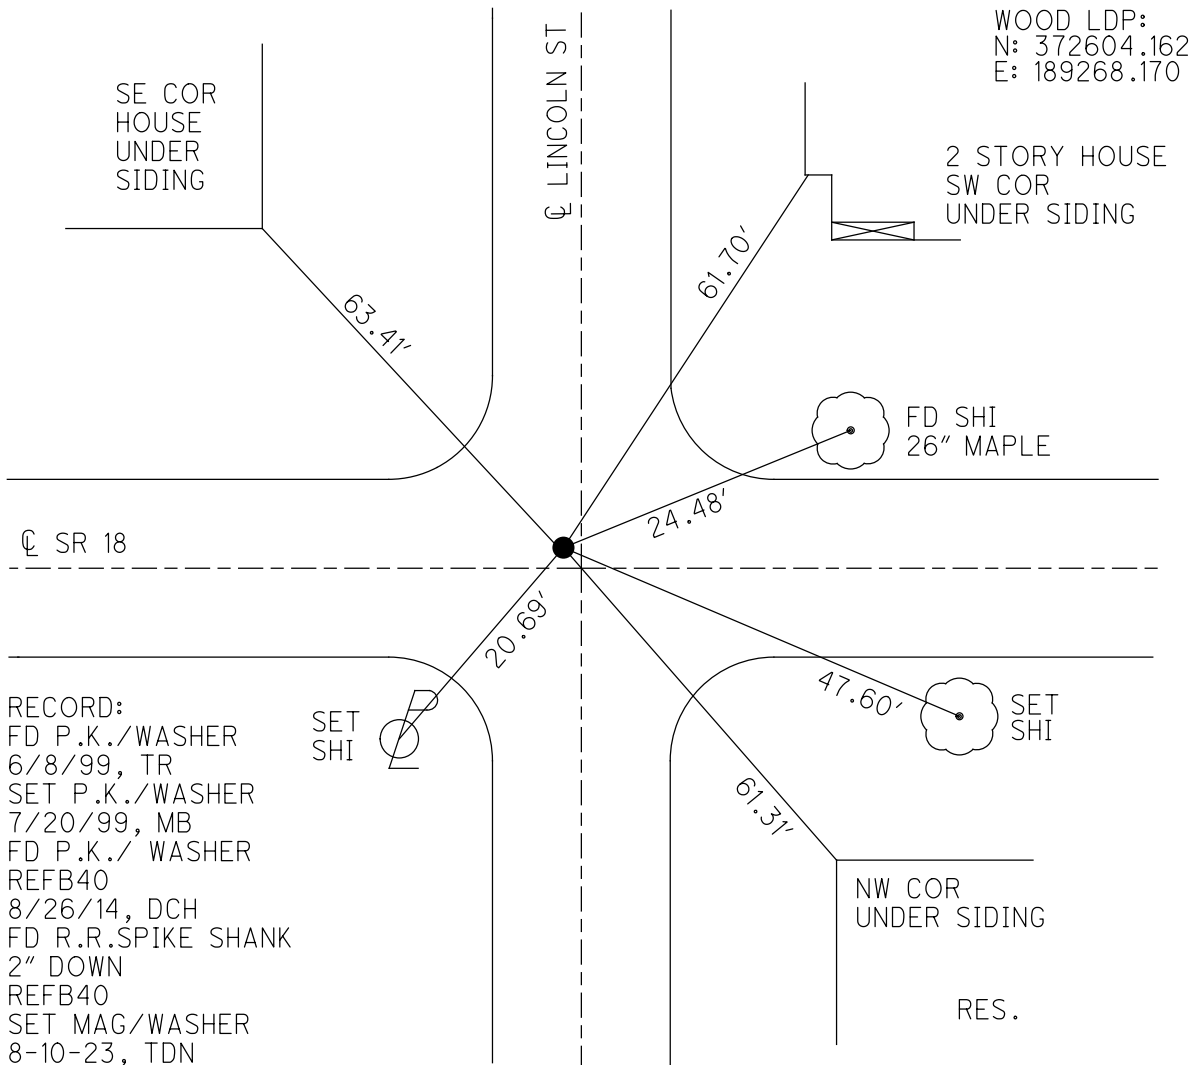 WOOD LDP:
N: 372604.162
E: 189268.170
SE COR
HOUSE
UNDER
SIDING
℄ LINCOLN ST
2 STORY HOUSE
SW COR
UNDER SIDING
61.70'
63.41'
FD SHI
26" MAPLE
24.48'
℄ SR 18
20.69'
47.60'
SET
SHI
SET
SHI
61.31'
RECORD:
FD P.K./WASHER
6/8/99, TR
SET P.K./WASHER
7/20/99, MB
FD P.K./ WASHER
REFB40
8/26/14, DCH
FD R.R.SPIKE SHANK
2" DOWN
REFB40
SET MAG/WASHER
8-10-23, TDN
NW COR
UNDER SIDING
RES.